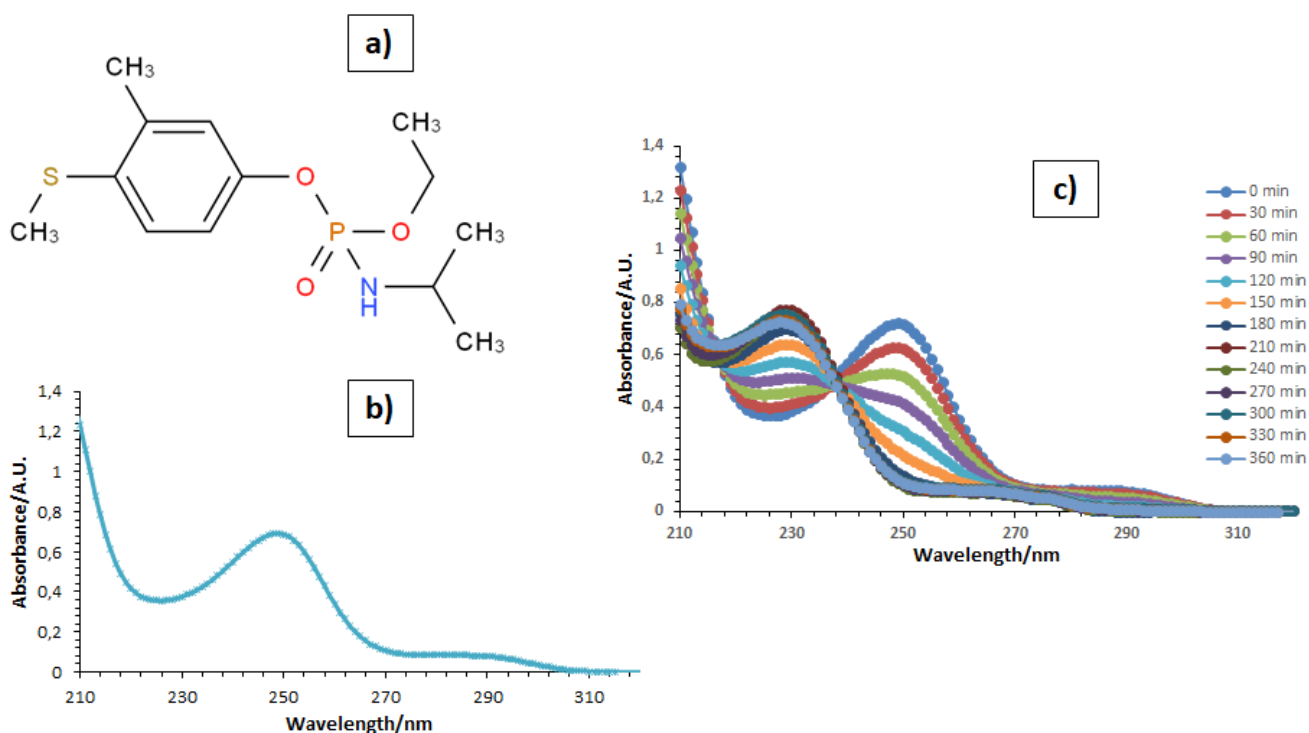 a)
CH3
CH3
S
O
CH3
P
O
CH3
O
NH
CH3
b)
Absorbance/A.U.
1,4
1,2
1
0,8
0,6
0,4
0,2
0
210 230 250 270 290 310
Wavelength/nm
c)
Absorbance/A.U.
1,4
1,2
1
0,8
0,6
0,4
0,2
0
210 230 250 270 290 310
Wavelength/nm
0 min
30 min
60 min
90 min
120 min
150 min
180 min
210 min
240 min
270 min
300 min
330 min
360 min